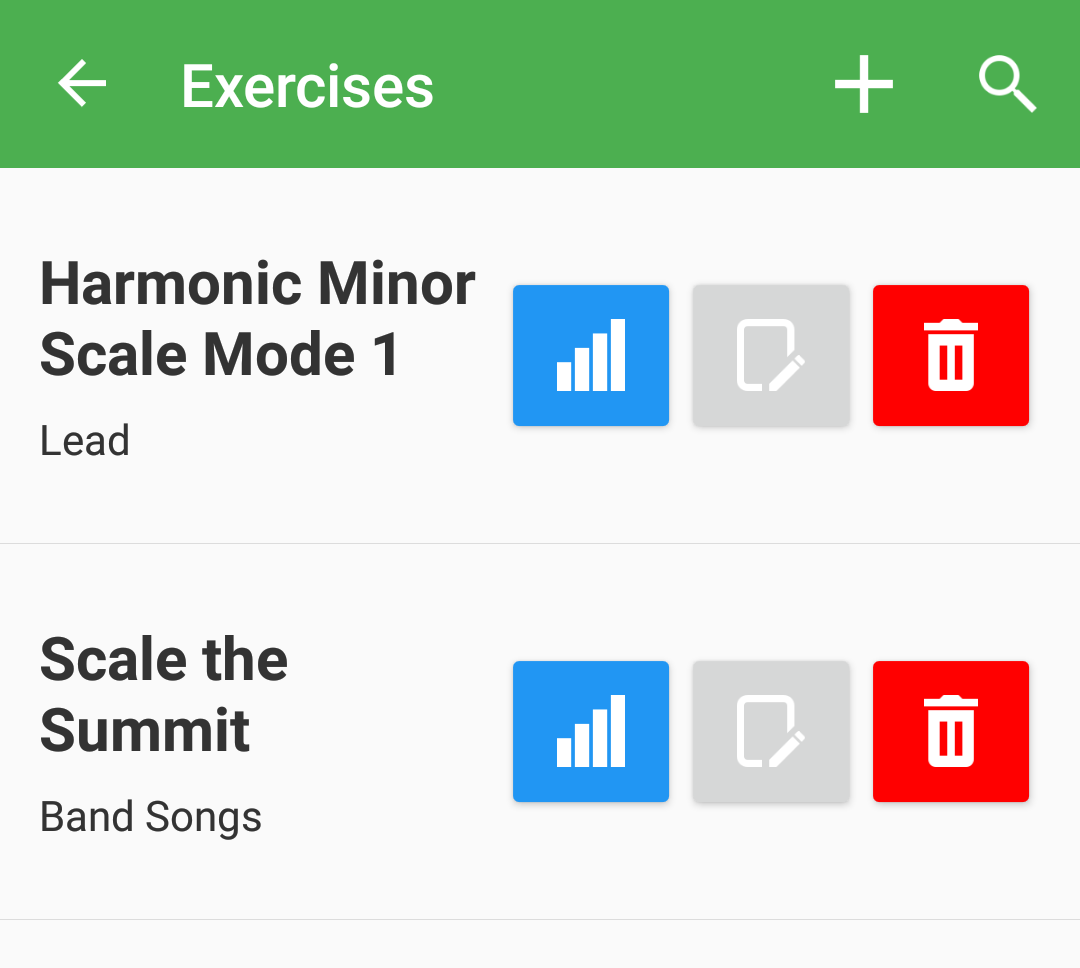 Exercises
Harmonic Minor
Scale Mode 1
Lead
Scale the
Summit
Band Songs